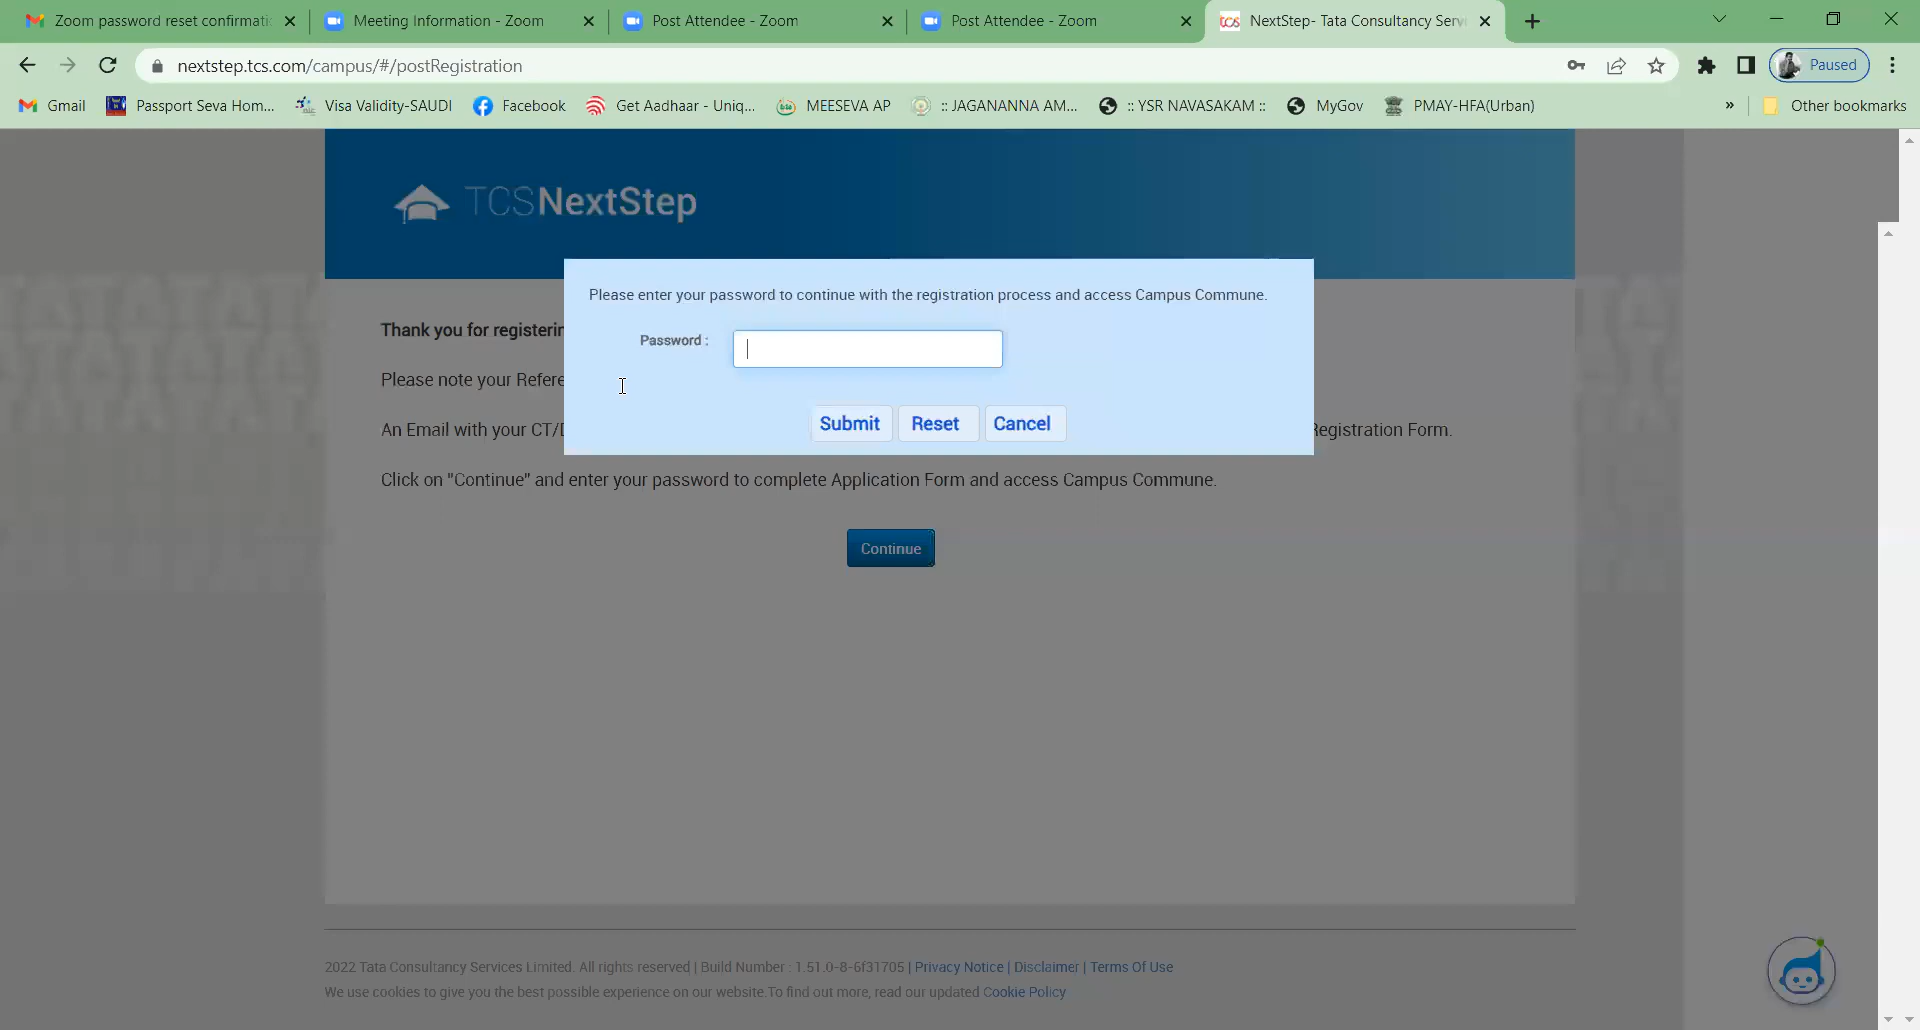 Zoom password reset confirmati
Meeting Information - Zoom
Post Attendee - Zoom
Post Attendee - Zoom
tcs NextStep- Tata Consultancy Serv
nextstep.tcs.com/campus/#/postRegistration
Paused
Gmail
Passport Seva Hom...
Visa Validity-SAUDI
Facebook
Get Aadhaar - Uniq...
MEESEVA AP
:: JAGANANNA AM...
:: YSR NAVASAKAM ::
MyGov
PMAY-HFA(Urban)
»
Other bookmarks
TCSNextStep
Please enter your password to continue with the registration process and access Campus Commune.
Password :
Submit Reset Cancel
Thank you for registerin
Please note your Refere
An Email with your CT/D Registration Form.
Click on "Continue" and enter your password to complete Application Form and access Campus Commune.
Continue
2022 Tata Consultancy Services Limited. All rights reserved | Build Number : 1.51.0-8-6f31705 | Privacy Notice | Disclaimer | Terms Of Use
We use cookies to give you the best possible experience on our website.To find out more, read our updated Cookie Policy